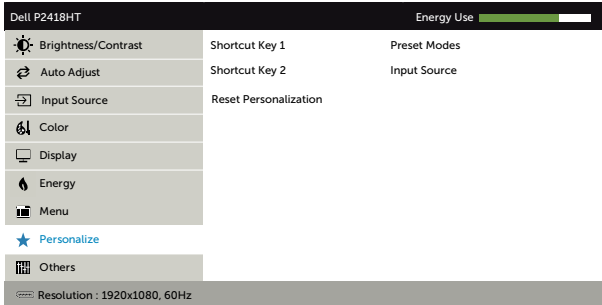 Dell P2418HT
Energy Use
Brightness/Contrast
Auto Adjust
Input Source
Color
Display
Energy
Menu
Personalize
Others
Shortcut Key 1 Preset Modes
Shortcut Key 2 Input Source
Reset Personalization
Resolution : 1920x1080, 60Hz